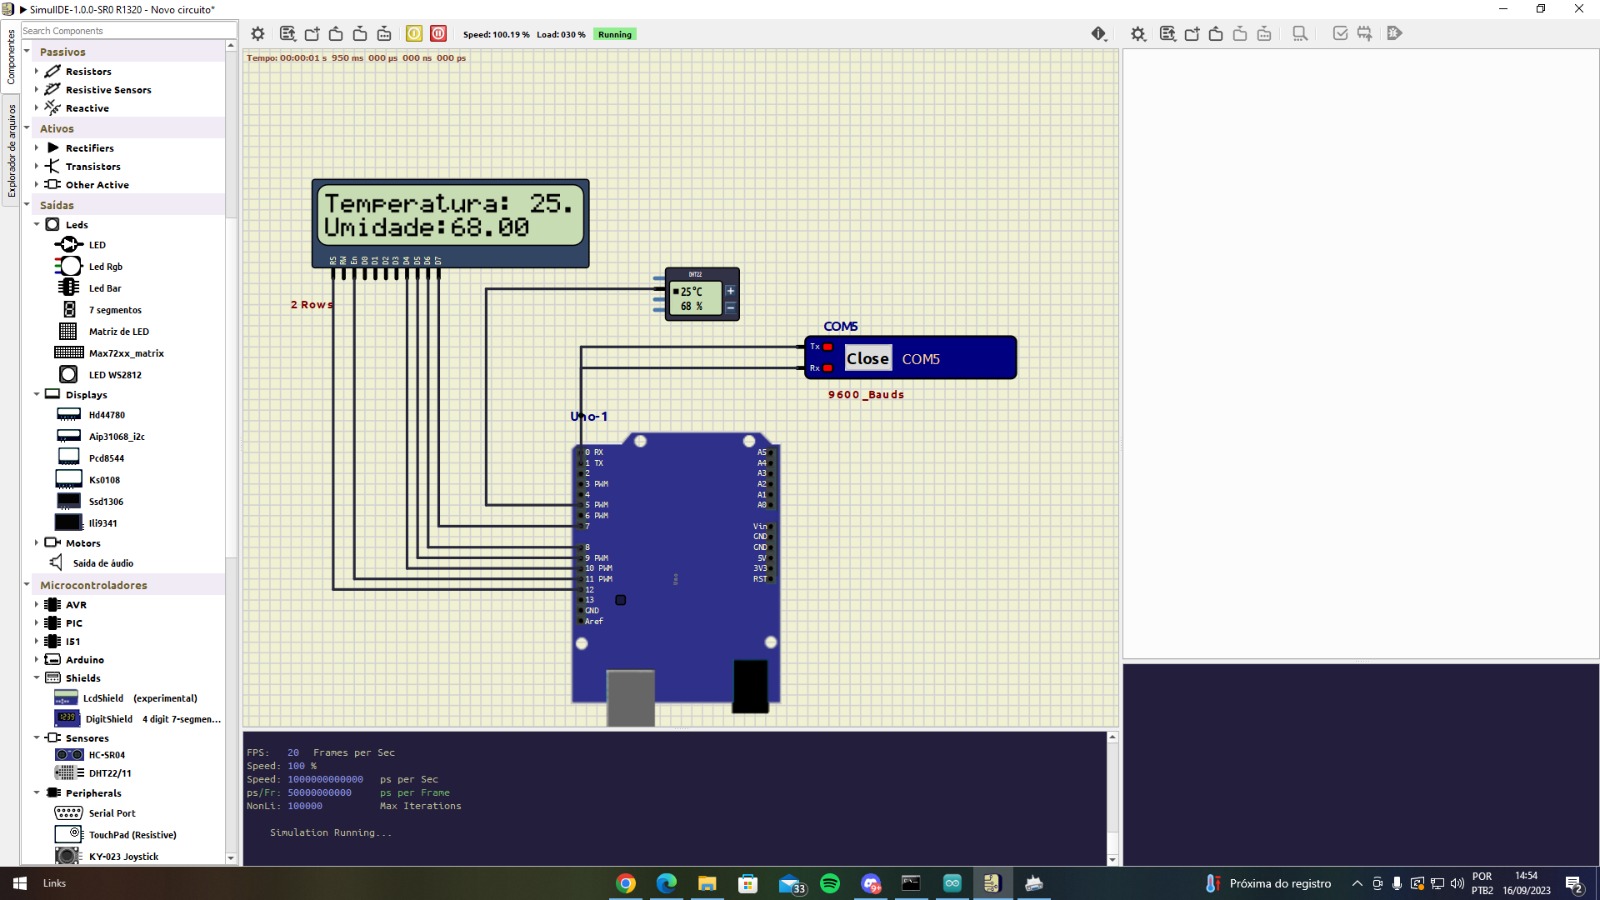 SimulIDE-1.0.0-SR0 R1320 - Novo circuito*
Componentes
Explorador de arquivos
Search Components
Passivos
Resistors
Resistive Sensors
Reactive
Ativos
Rectifiers
Transistors
Other Active
Saídas
Leds
LED
Led Rgb
Led Bar
7 segmentos
Matriz de LED
Max72xx_matrix
LED WS2812
Displays
Hd44780
Aip31068_i2c
Pcd8544
Ks0108
Ssd1306
Ili9341
Motors
Saida de áudio
Microcontroladores
AVR
PIC
I51
Arduino
Shields
LcdShield (experimental)
DigitShield 4 digit 7-segmen...
Sensores
HC-SR04
DHT22/11
Peripherals
Serial Port
TouchPad (Resistive)
KY-023 Joystick
Speed: 100.19 % Load: 030 % Running
Tempo: 00:00:01 s 950 ms 000 µs 000 ns 000 ps
Temperatura: 25.
Umidade:68.00
RS RW En D0 D1 D2 D3 D4 D5 D6 D7
2 Rows
DHT22
25°C
68 %
+
-
COM5
Tx
Rx
Close
COM5
9600_Bauds
Uno-1
0 RX
1 TX
2
3 PWM
4
5 PWM
6 PWM
7
8
9 PWM
10 PWM
11 PWM
12
13
GND
Aref
A5
A4
A3
A2
A1
A0
Vin
GND
GND
5V
3V3
RST
FPS: 20 Frames per Sec
Speed: 100 %
Speed: 1000000000000 ps per Sec
ps/Fr: 50000000000 ps per Frame
NonLi: 100000 Max Iterations
Simulation Running...
Links
33
9+
Próxima do registro
POR
PTB2
14:54
16/09/2023
2